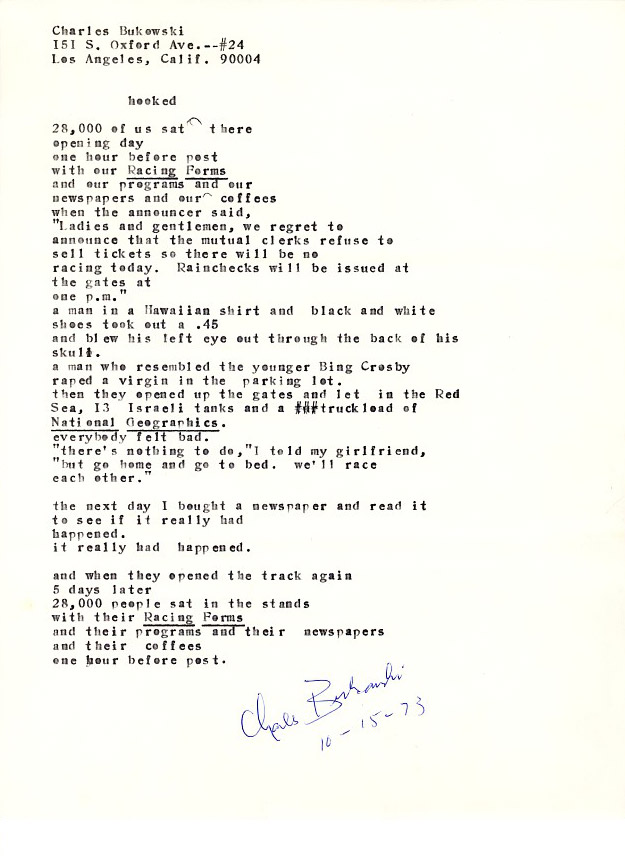 Charles Bukowski
151 S. Oxford Ave.--#24
Los Angeles, Calif. 90004
hooked
28,000 of us sat there
opening day
one hour before post
with our Racing Forms
and our programs and our
newspapers and our coffees
when the announcer said,
"Ladies and gentlemen, we regret to
announce that the mutual clerks refuse to
sell tickets so there will be no
racing today. Rainchecks will be issued at
the gates at
one p.m."
a man in a Hawaiian shirt and black and white
shoes took out a .45
and blew his left eye out through the back of his
skull.
a man who resembled the younger Bing Crosby
raped a virgin in the parking lot.
then they opened up the gates and let in the Red
Sea, 13 Israeli tanks and a ###truckload of
National Geographics.
everybody felt bad.
"there's nothing to do,"I told my girlfriend,
"but go home and go to bed. we'll race
each other."
the next day I bought a newspaper and read it
to see if it really had
happened.
it really had happened.
and when they opened the track again
5 days later
28,000 people sat in the stands
with their Racing Forms
and their programs and their newspapers
and their coffees
one hour before post.
Charles Bukowski
10-15-73